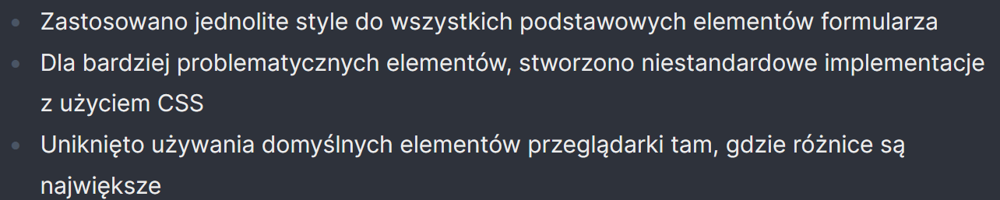 Zastosowano jednolite style do wszystkich podstawowych elementów formularza
Dla bardziej problematycznych elementów, stworzono niestandardowe implementacje
z użyciem CSS
Uniknięto używania domyślnych elementów przeglądarki tam, gdzie różnice są
największe